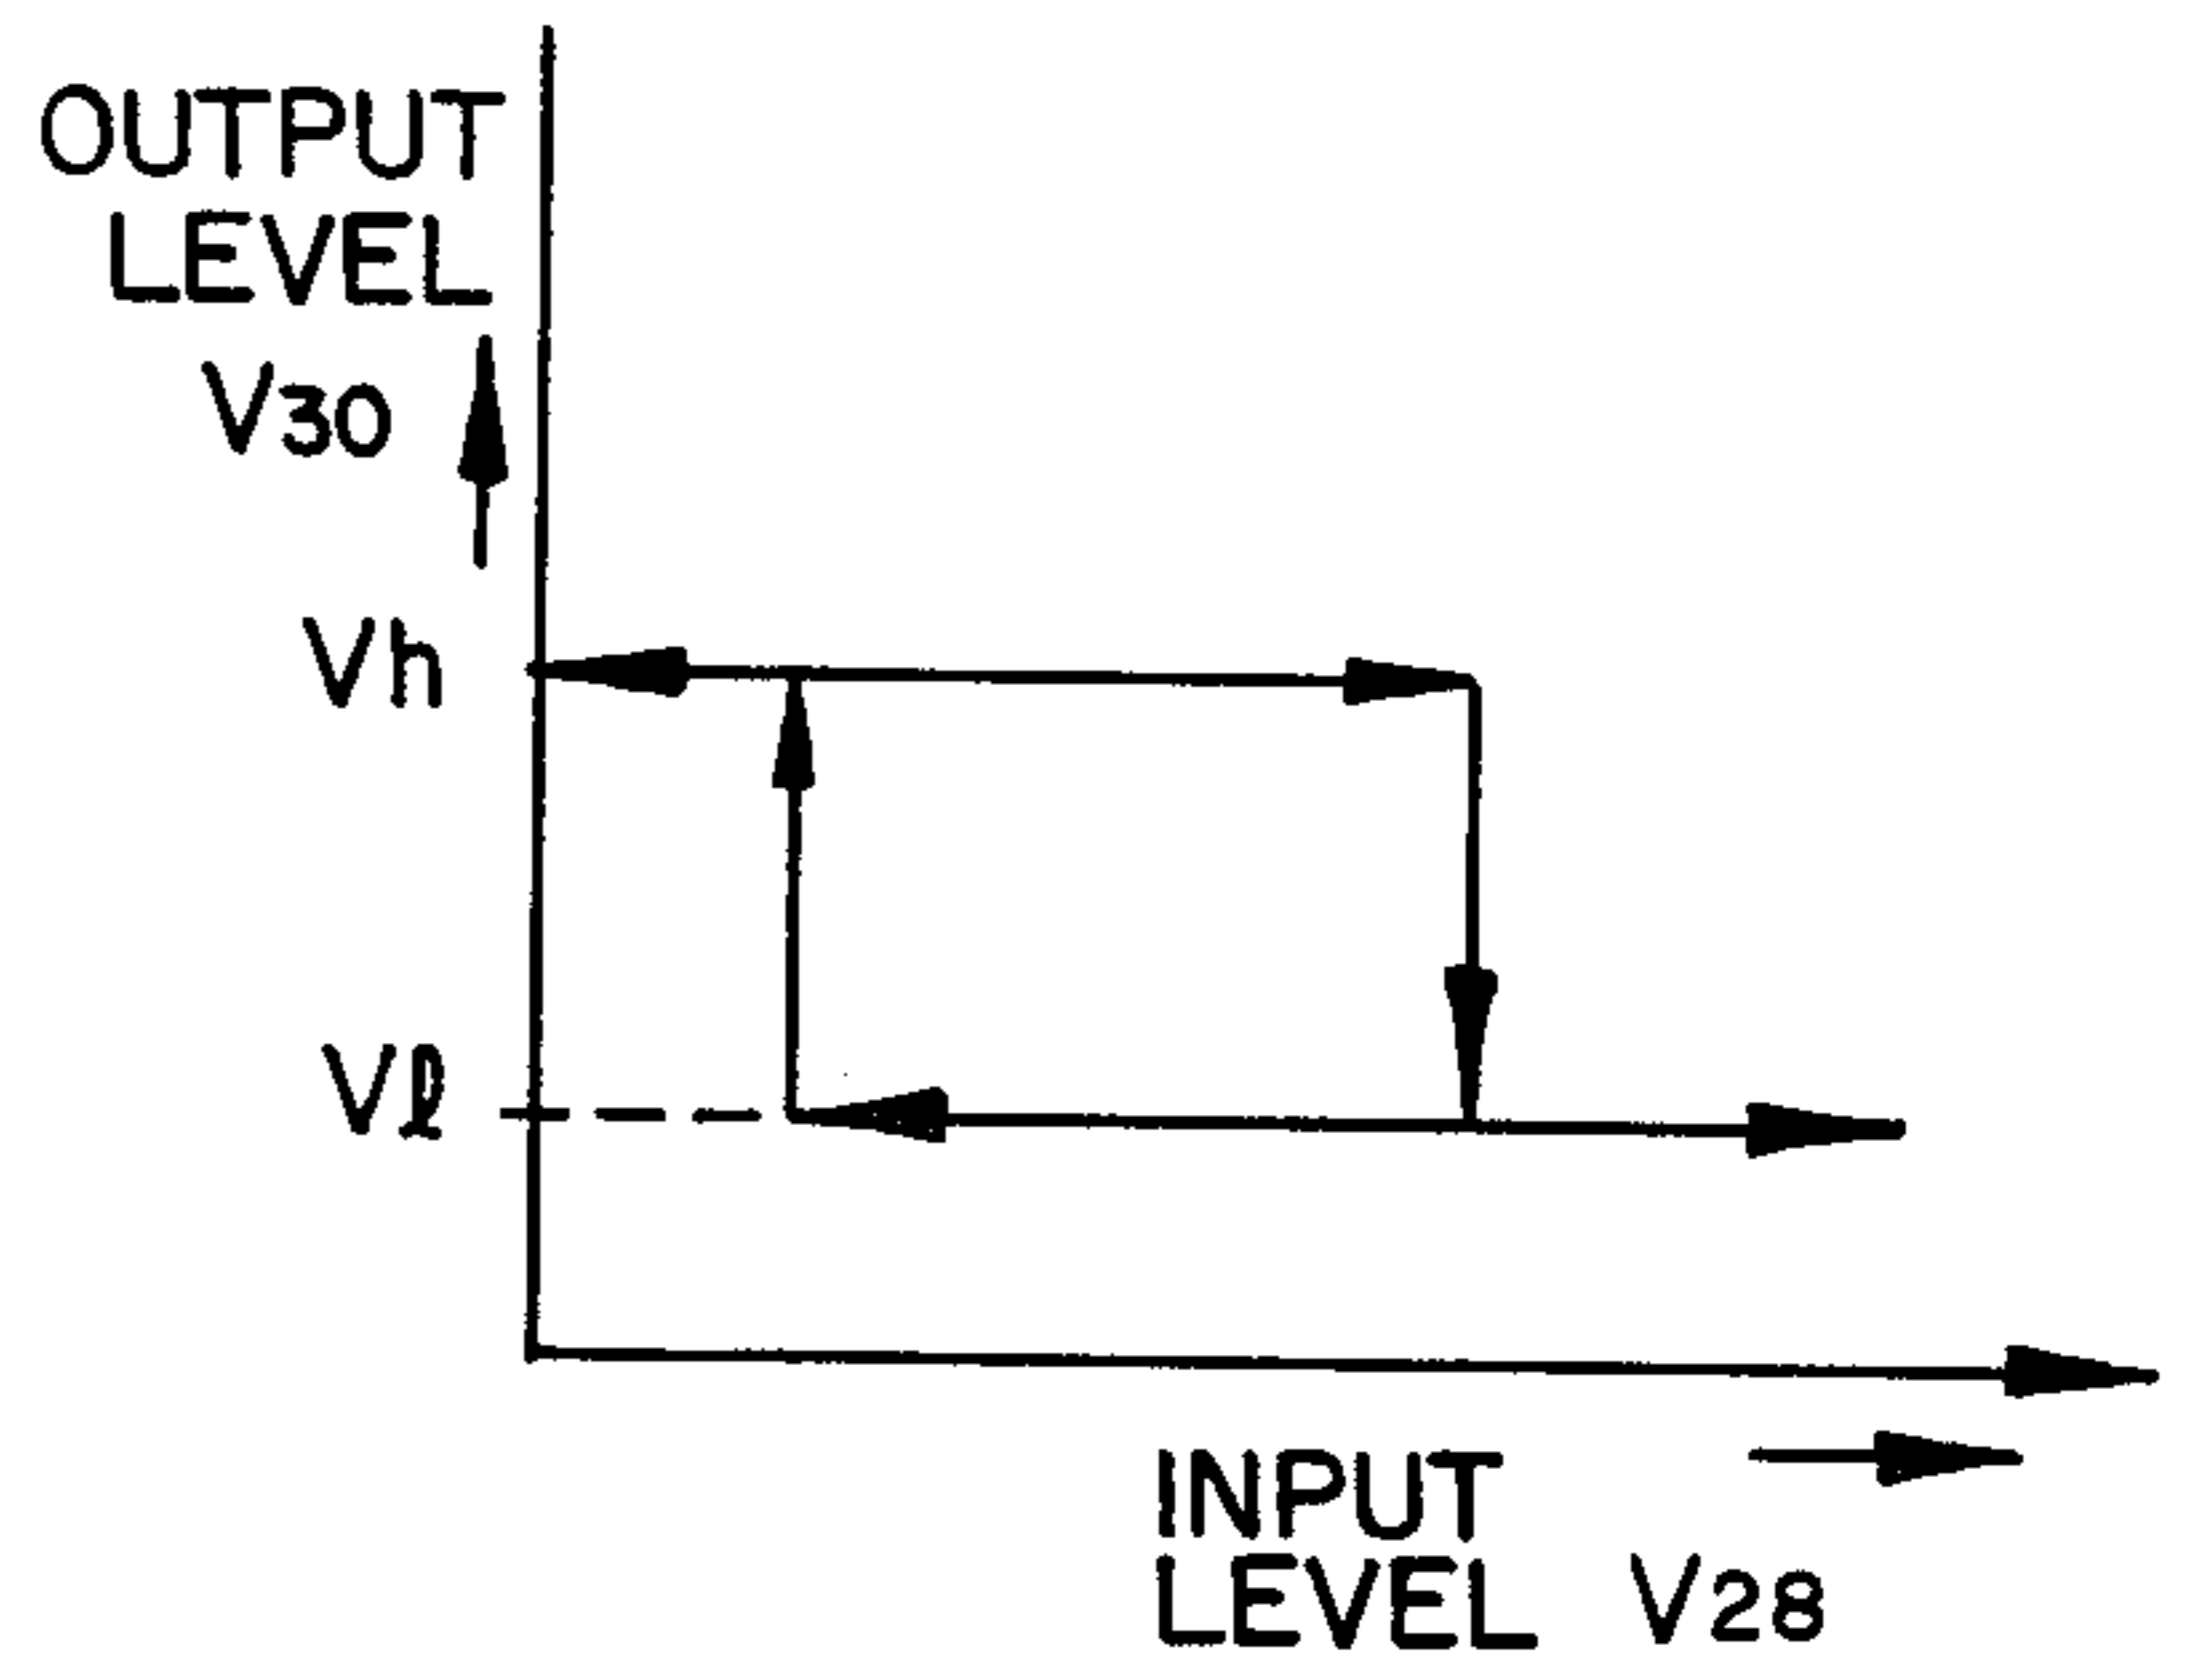 OUTPUT
LEVEL
V30
Vh
Vℓ
INPUT
LEVEL V28